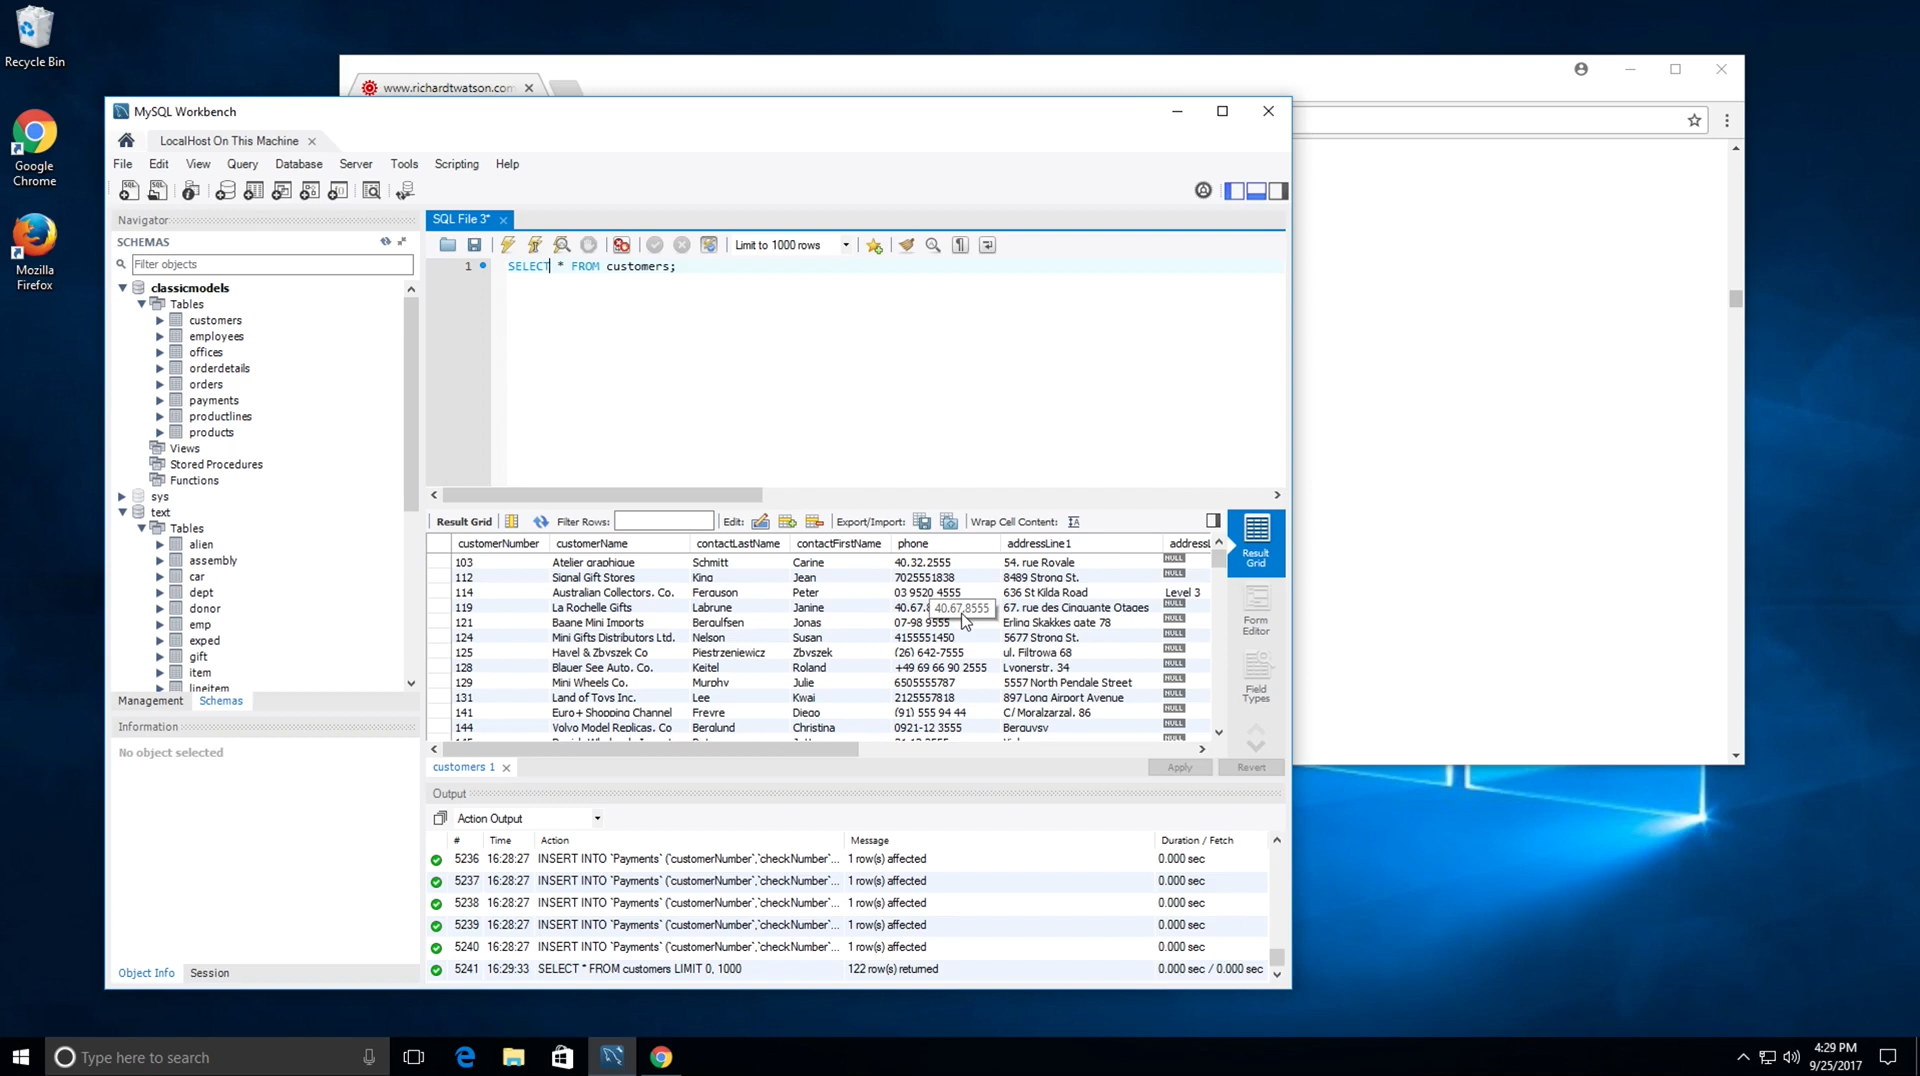 Recycle Bin
Google Chrome
Mozilla Firefox
www.richardtwatson.com
MySQL Workbench
LocalHost On This Machine
File Edit View Query Database Server Tools Scripting Help
Navigator
SCHEMAS
Filter objects
classicmodels
Tables
customers
employees
offices
orderdetails
orders
payments
productlines
products
Views
Stored Procedures
Functions
sys
text
Tables
alien
assembly
car
dept
donor
emp
exped
gift
item
lineitem
Management Schemas
Information
No object selected
Object Info Session
SQL File 3*
Limit to 1000 rows
1 SELECT * FROM customers;
Result Grid Filter Rows: Edit: Export/Import: Wrap Cell Content:
customerNumber customerName contactLastName contactFirstName phone addressLine1 addressL
103 Atelier graphique Schmitt Carine 40.32.2555 54, rue Royale NULL
112 Signal Gift Stores King Jean 7025551838 8489 Strong St. NULL
114 Australian Collectors, Co. Ferguson Peter 03 9520 4555 636 St Kilda Road Level 3
119 La Rochelle Gifts Labrune Janine 40.67.8 40.67.8555 67, rue des Cinquante Otages NULL
121 Baane Mini Imports Bergulfsen Jonas 07-98 9555 Erling Skakkes gate 78 NULL
124 Mini Gifts Distributors Ltd. Nelson Susan 4155551450 5677 Strong St. NULL
125 Havel & Zbyszek Co Piestrzeniewicz Zbyszek (26) 642-7555 ul. Filtrowa 68 NULL
128 Blauer See Auto, Co. Keitel Roland +49 69 66 90 2555 Lyonerstr. 34 NULL
129 Mini Wheels Co. Murphy Julie 6505555787 5557 North Pendale Street NULL
131 Land of Toys Inc. Lee Kwai 2125557818 897 Long Airport Avenue NULL
141 Euro+ Shopping Channel Freyre Diego (91) 555 94 44 C/ Moralzarzal, 86 NULL
144 Volvo Model Replicas, Co Berglund Christina 0921-12 3555 Berguvsv NULL
Result Grid
Form Editor
Field Types
customers 1 Apply Revert
Output
Action Output
# Time Action Message Duration / Fetch
5236 16:28:27 INSERT INTO `Payments` (`customerNumber`,`checkNumber`... 1 row(s) affected 0.000 sec
5237 16:28:27 INSERT INTO `Payments` (`customerNumber`,`checkNumber`... 1 row(s) affected 0.000 sec
5238 16:28:27 INSERT INTO `Payments` (`customerNumber`,`checkNumber`... 1 row(s) affected 0.000 sec
5239 16:28:27 INSERT INTO `Payments` (`customerNumber`,`checkNumber`... 1 row(s) affected 0.000 sec
5240 16:28:27 INSERT INTO `Payments` (`customerNumber`,`checkNumber`... 1 row(s) affected 0.000 sec
5241 16:29:33 SELECT * FROM customers LIMIT 0, 1000 122 row(s) returned 0.000 sec / 0.000 sec
Type here to search
4:29 PM
9/25/2017